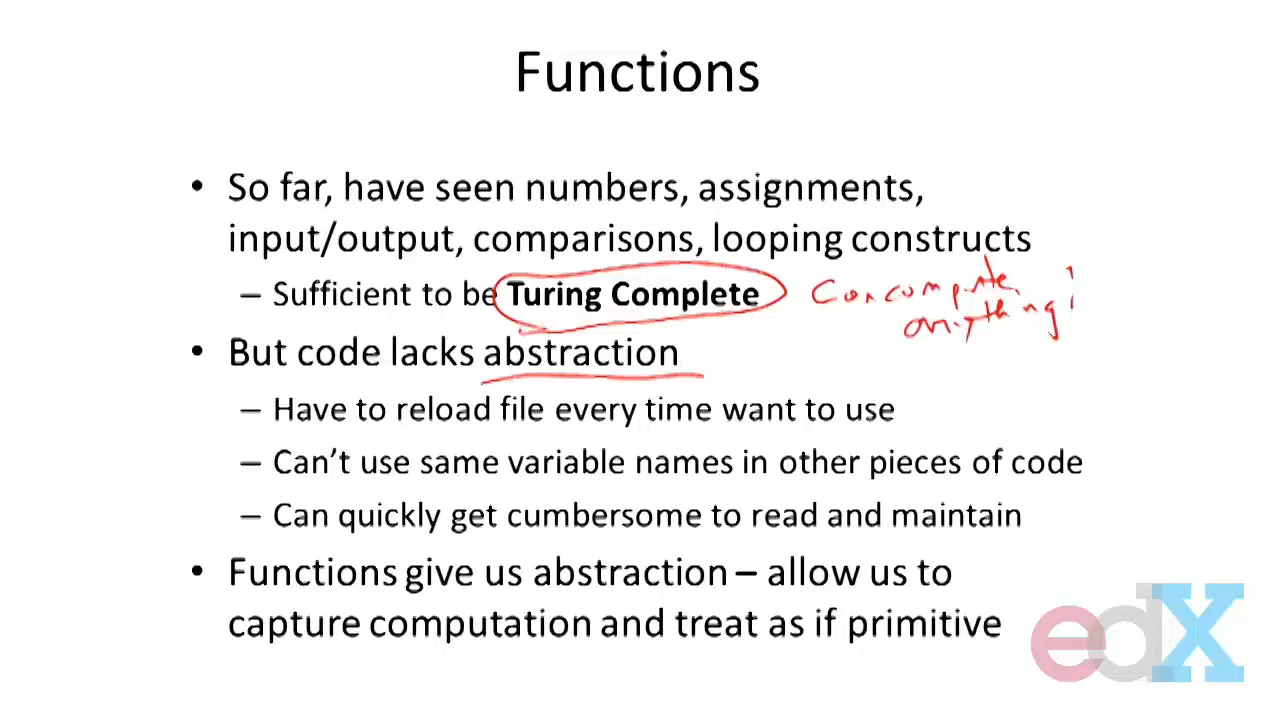 Functions
• So far, have seen numbers, assignments,
input/output, comparisons, looping constructs
– Sufficient to be Turing Complete
Can compute
anything!
• But code lacks abstraction
– Have to reload file every time want to use
– Can’t use same variable names in other pieces of code
– Can quickly get cumbersome to read and maintain
• Functions give us abstraction – allow us to
capture computation and treat as if primitive
edX